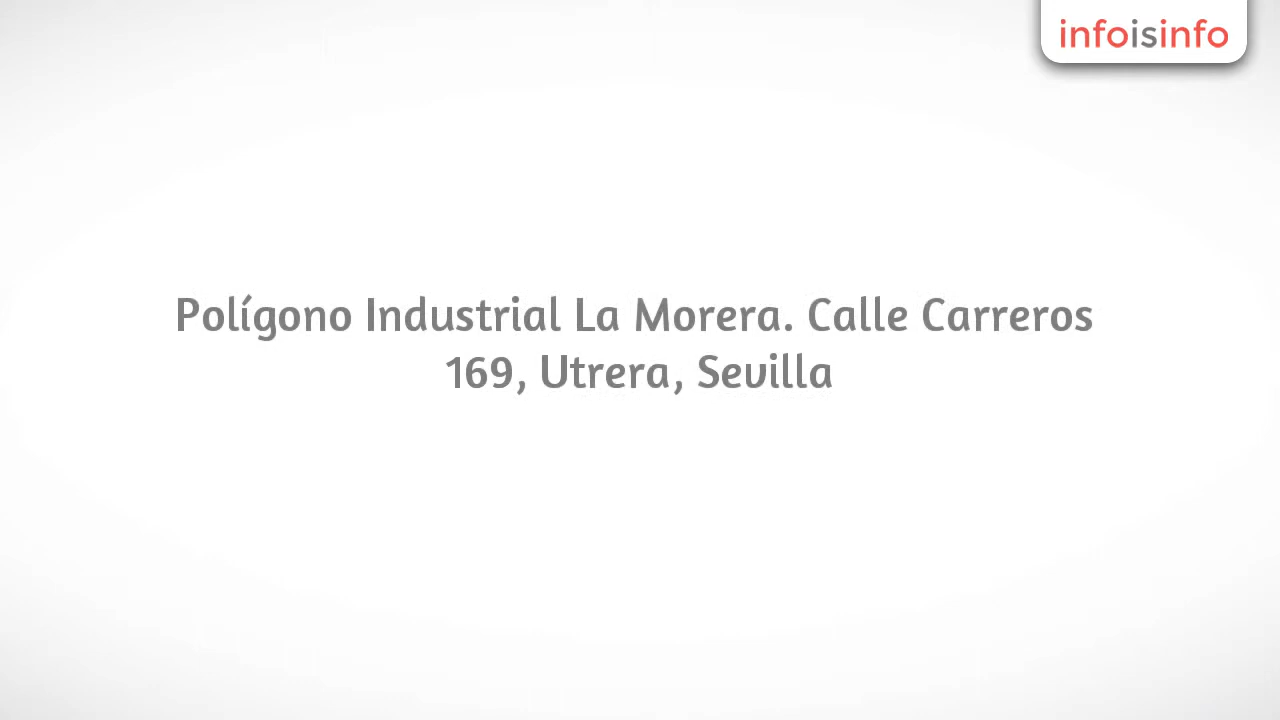 infoisinfo
Polígono Industrial La Morera. Calle Carreros
169, Utrera, Sevilla